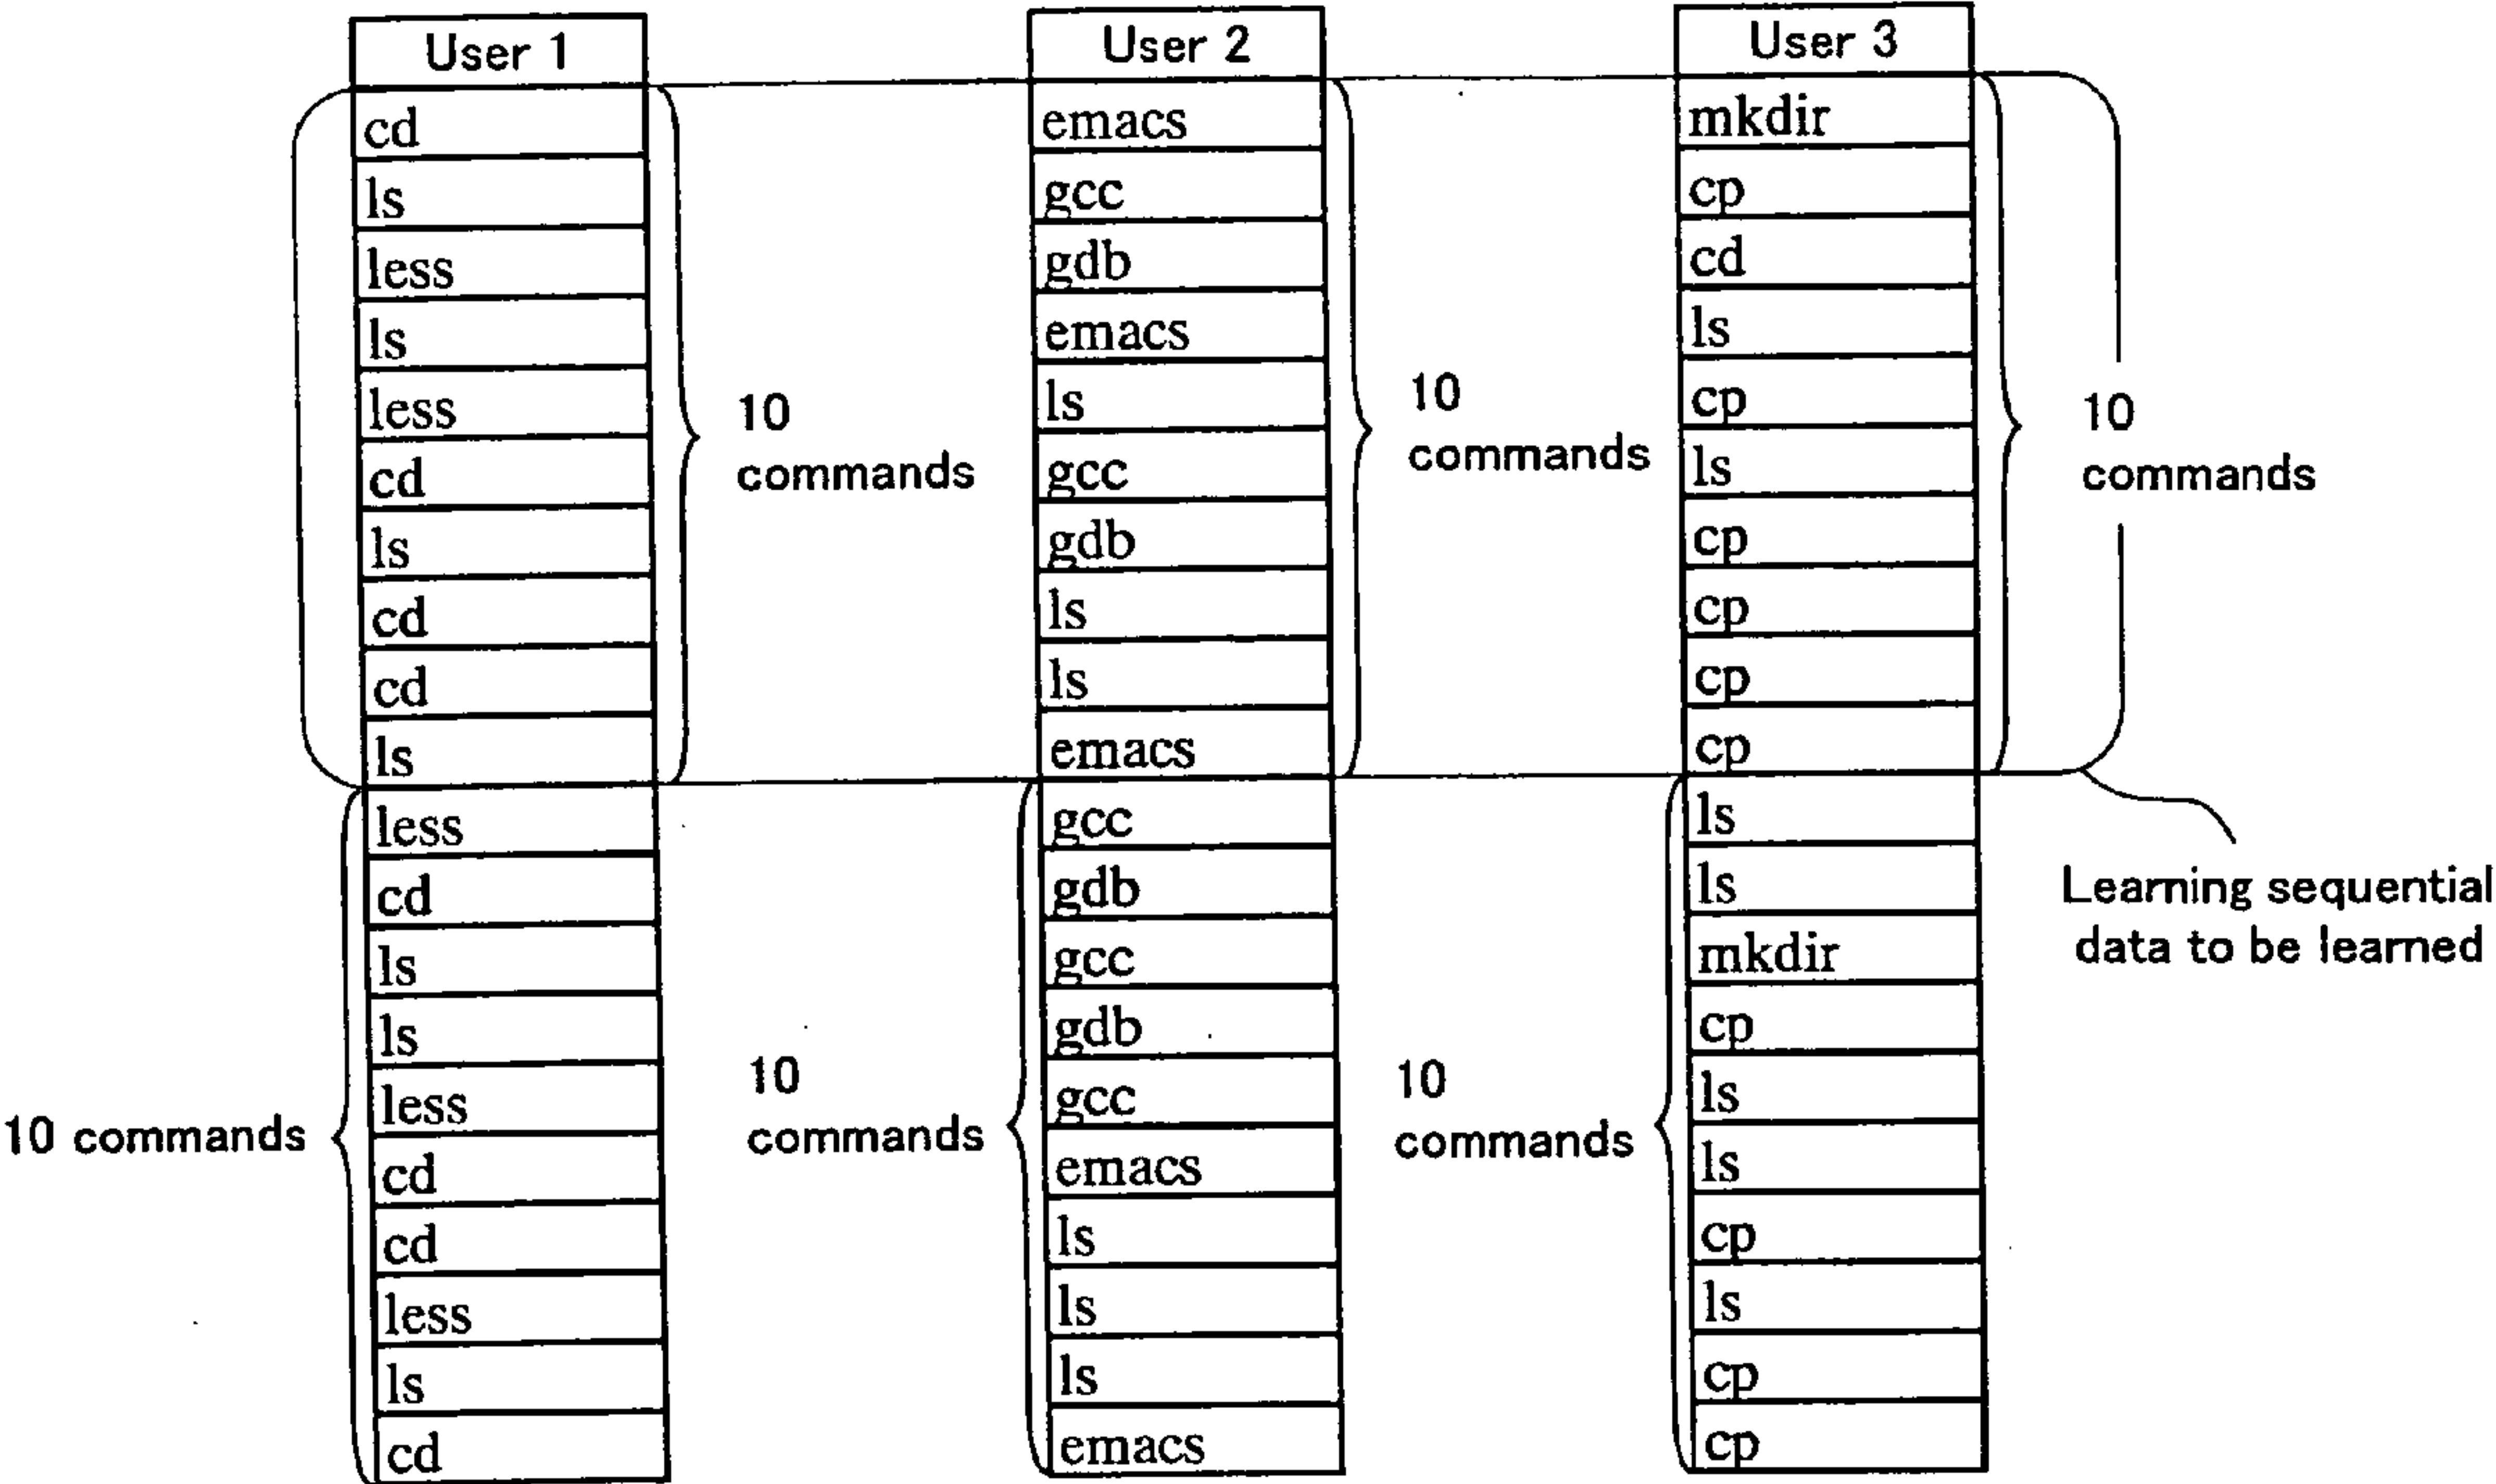 User 1
cd
ls
less
ls
less
cd
ls
cd
cd
ls
less
cd
ls
ls
less
cd
cd
less
ls
cd
10
commands
10 commands
User 2
emacs
gcc
gdb
emacs
ls
gcc
gdb
ls
ls
emacs
gcc
gdb
gcc
gdb
gcc
emacs
ls
ls
ls
emacs
10
commands
10
commands
User 3
mkdir
cp
cd
ls
cp
ls
cp
cp
cp
cp
ls
ls
mkdir
cp
ls
ls
cp
ls
cp
cp
10
commands
10
commands
Learning sequential
data to be learned